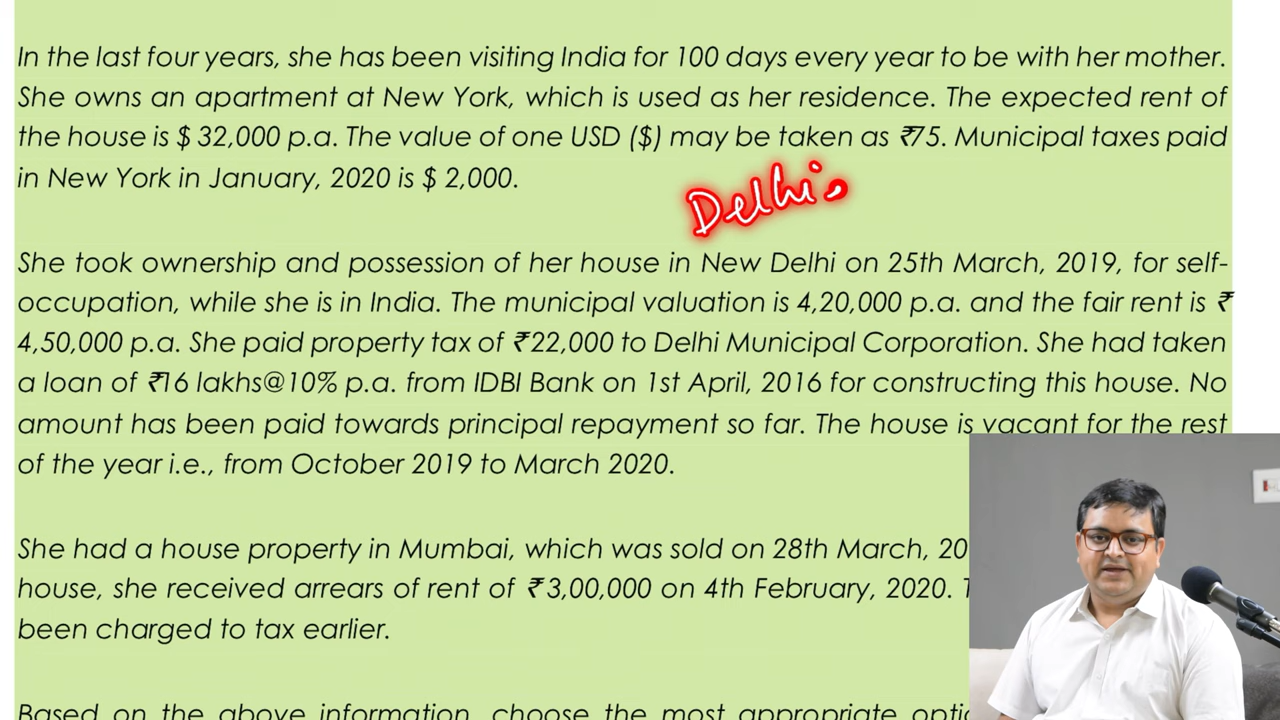 In the last four years, she has been visiting India for 100 days every year to be with her mother.
She owns an apartment at New York, which is used as her residence. The expected rent of
the house is $ 32,000 p.a. The value of one USD ($) may be taken as ₹75. Municipal taxes paid
in New York in January, 2020 is $ 2,000.
Delhi
She took ownership and possession of her house in New Delhi on 25th March, 2019, for self-
occupation, while she is in India. The municipal valuation is 4,20,000 p.a. and the fair rent is ₹
4,50,000 p.a. She paid property tax of ₹22,000 to Delhi Municipal Corporation. She had taken
a loan of ₹16 lakhs@10% p.a. from IDBI Bank on 1st April, 2016 for constructing this house. No
amount has been paid towards principal repayment so far. The house is vacant for the rest
of the year i.e., from October 2019 to March 2020.
She had a house property in Mumbai, which was sold on 28th March, 20
house, she received arrears of rent of ₹3,00,000 on 4th February, 2020.
been charged to tax earlier.
Based on the above information, choose the most appropriate